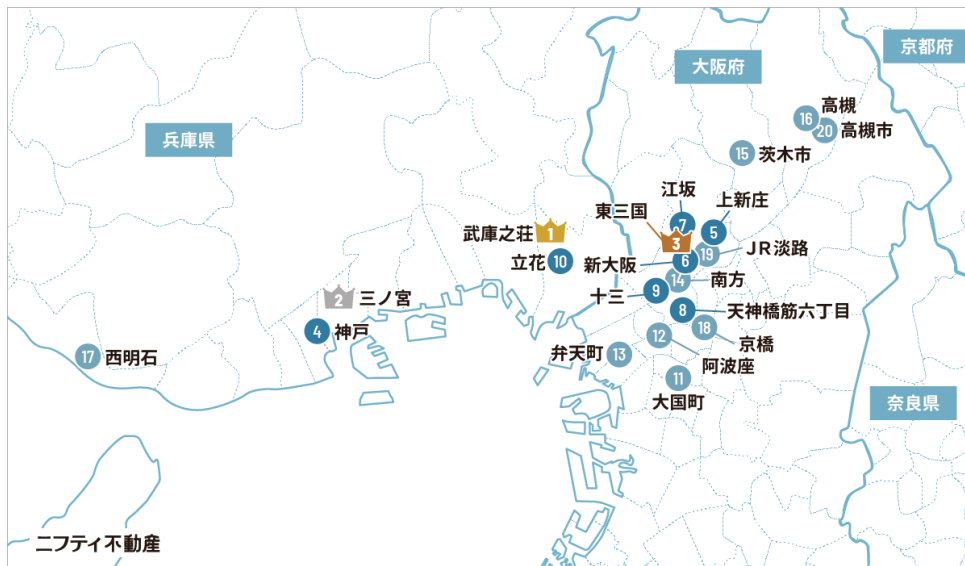 京都府
大阪府
兵庫県
高槻
16
20
高槻市
15
茨木市
江坂
上新庄
東三国
7
5
武庫之荘
1
3
JR淡路
19
立花
10
新大阪
6
南方
14
十三
9
2
三ノ宮
8
天神橋筋六丁目
4
神戸
18
京橋
12
阿波座
17
西明石
弁天町
13
11
大国町
奈良県
ニフティ不動産